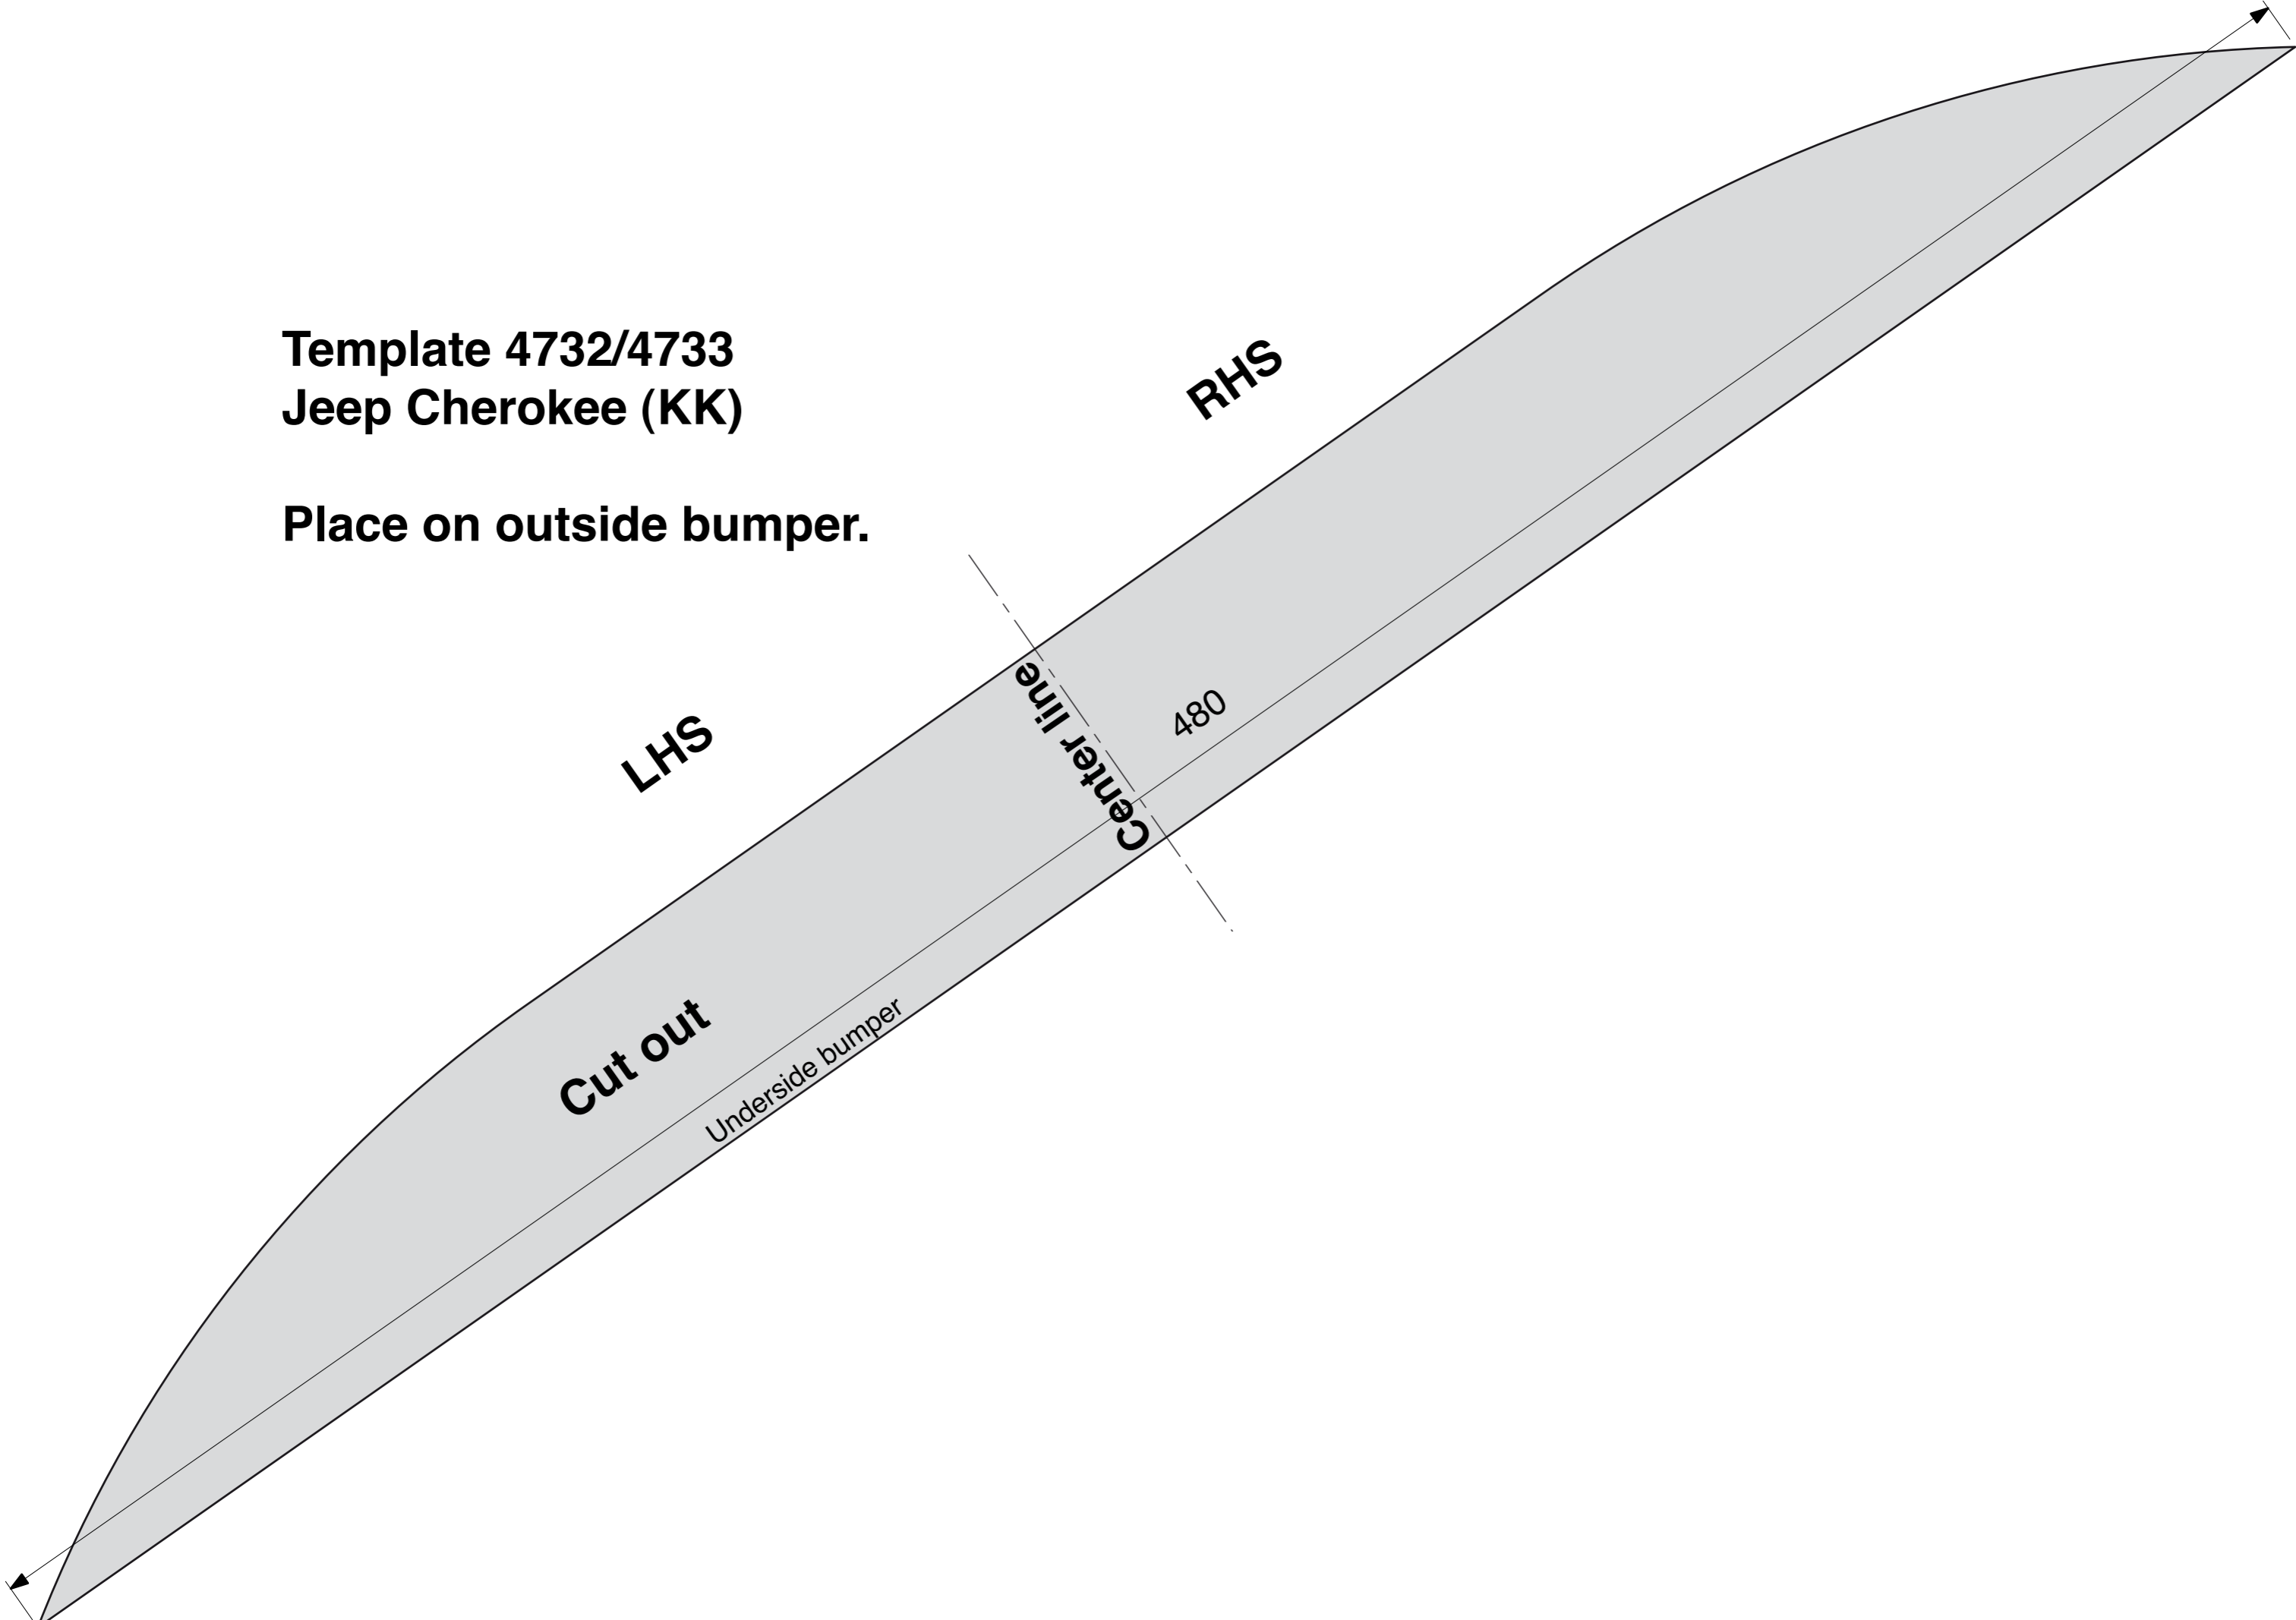 Template 4732/4733
Jeep Cherokee (KK)
Place on outside bumper.
RHS
LHS
Center line
480
Cut out
Underside bumper